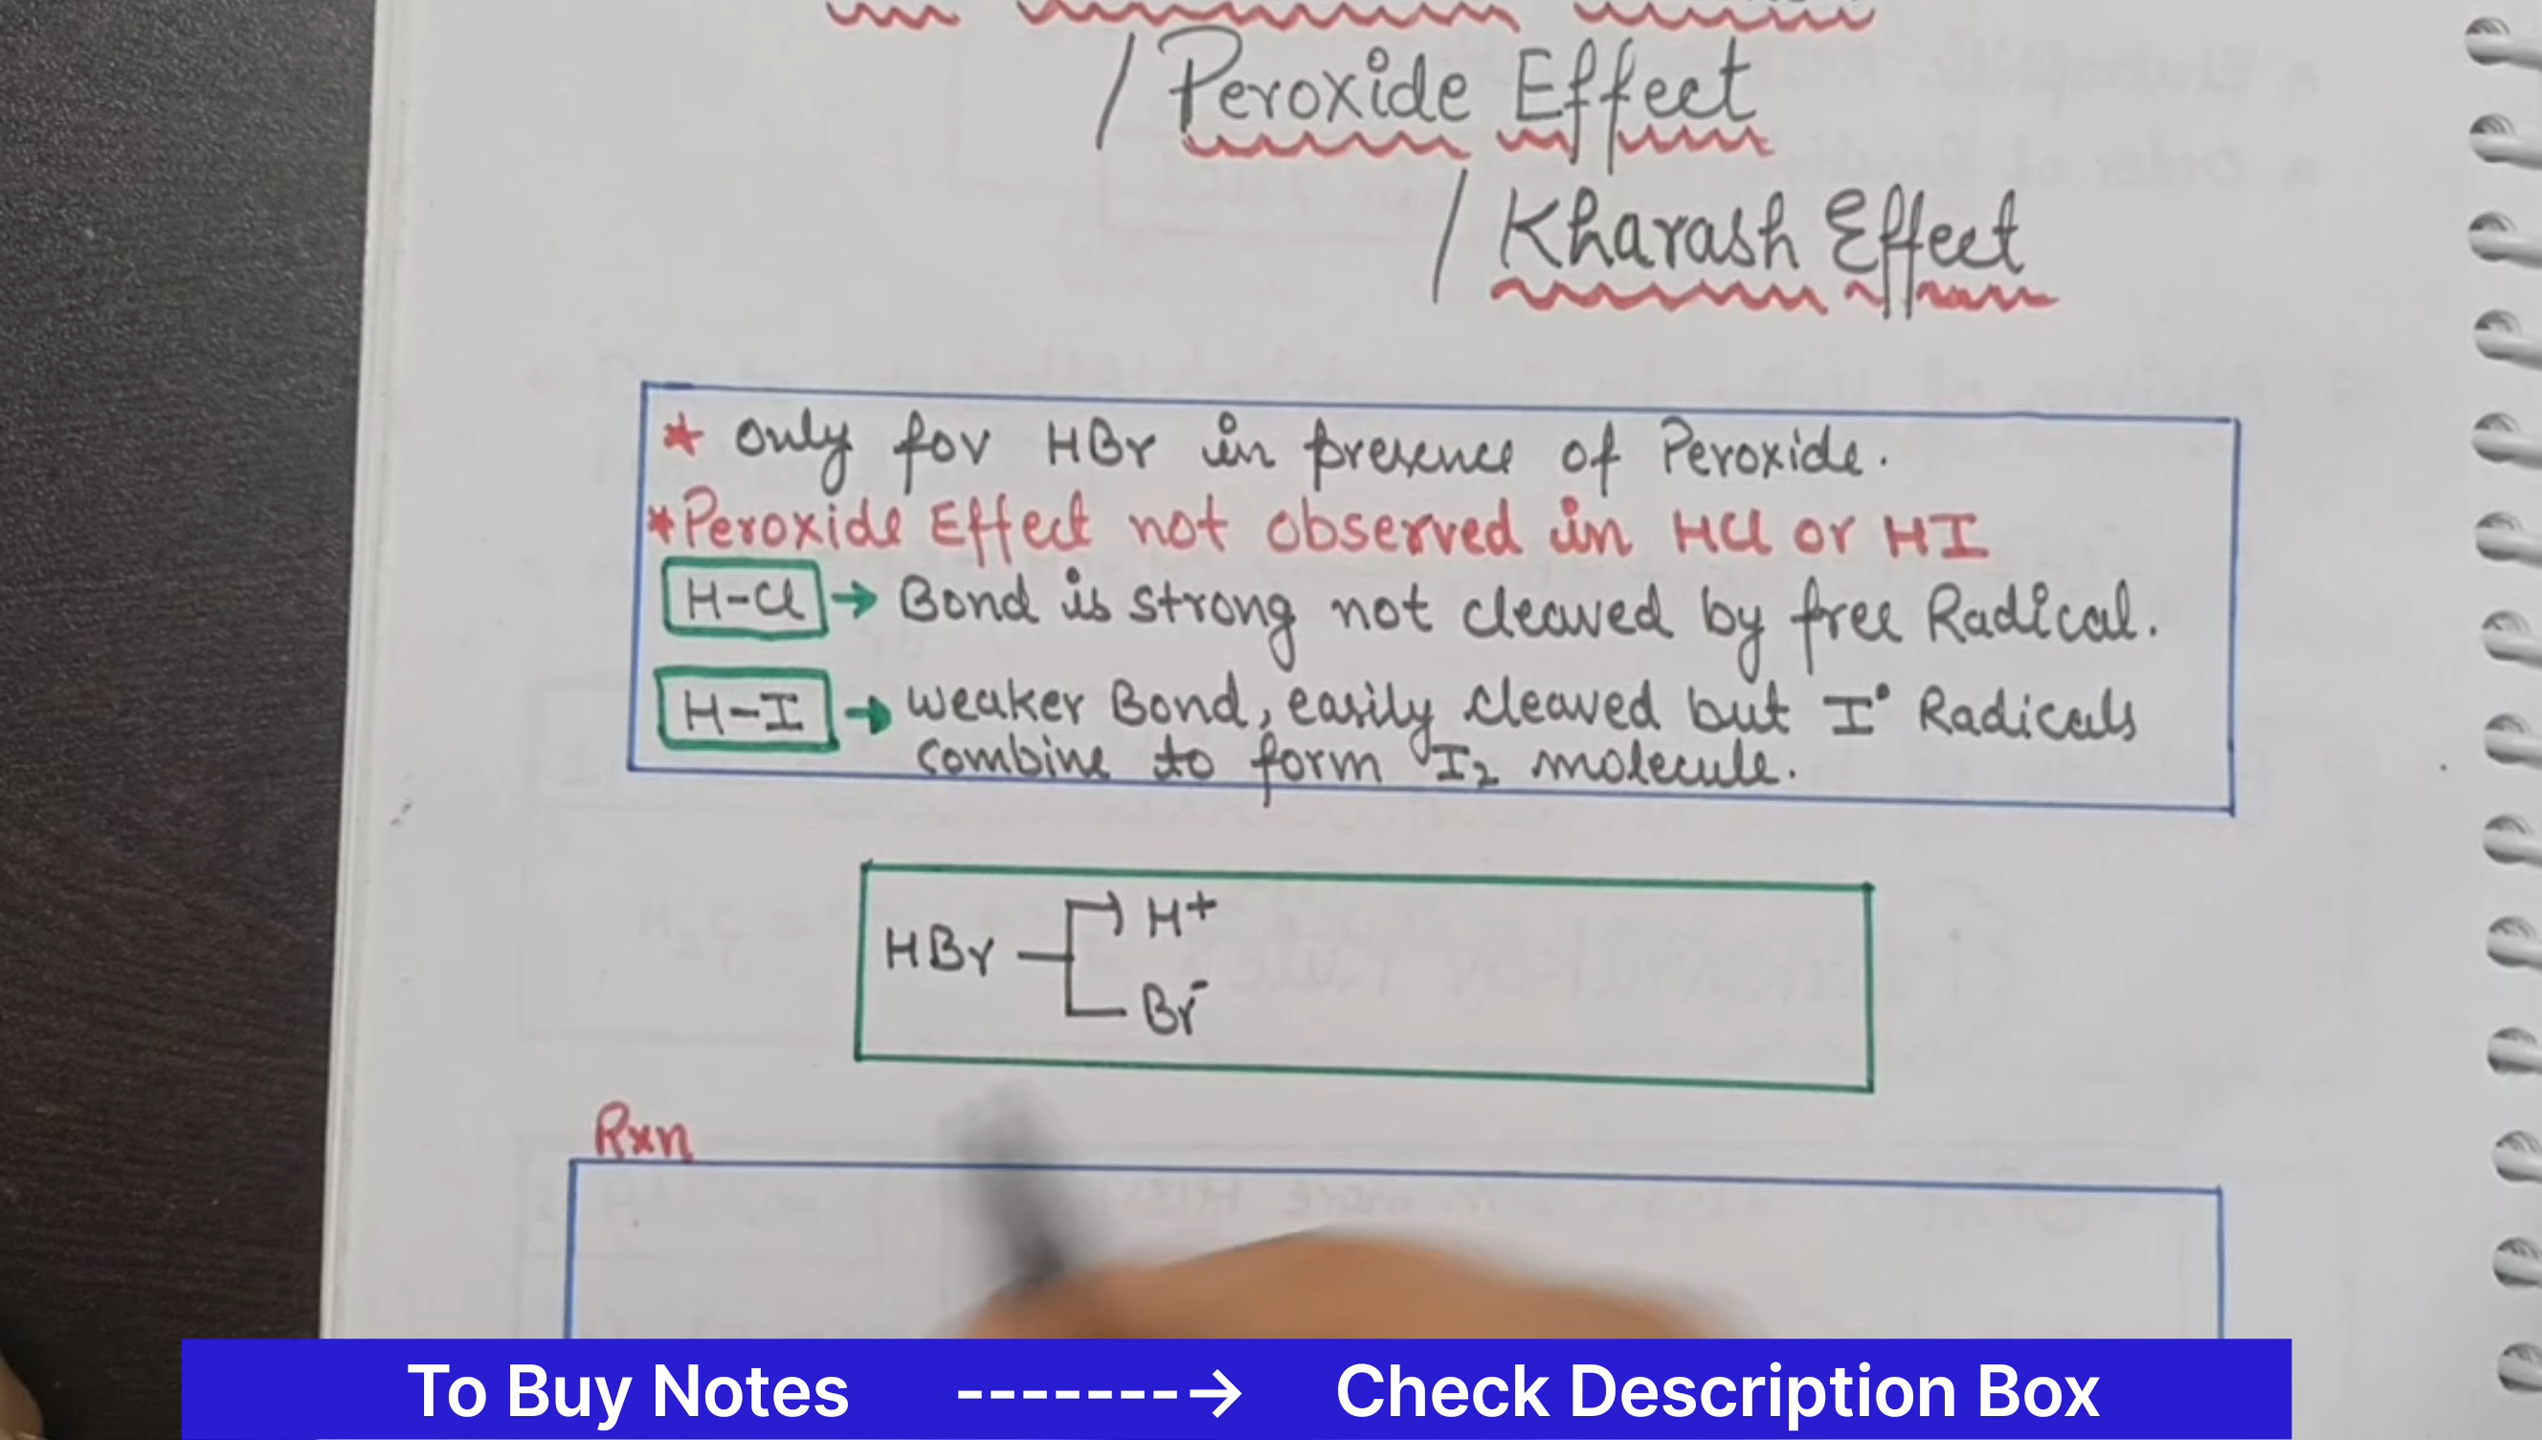 / Peroxide Effect
/ Kharash Effect
* Only for HBr in presence of Peroxide.
* Peroxide Effect not observed in HCl or HI
H-Cl → Bond is strong not cleaved by free Radical.
H-I → weaker Bond, easily cleaved but I• Radicals
combine to form I2 molecule.
H+
HBr
Br-
Rxn
To Buy Notes -------→ Check Description Box